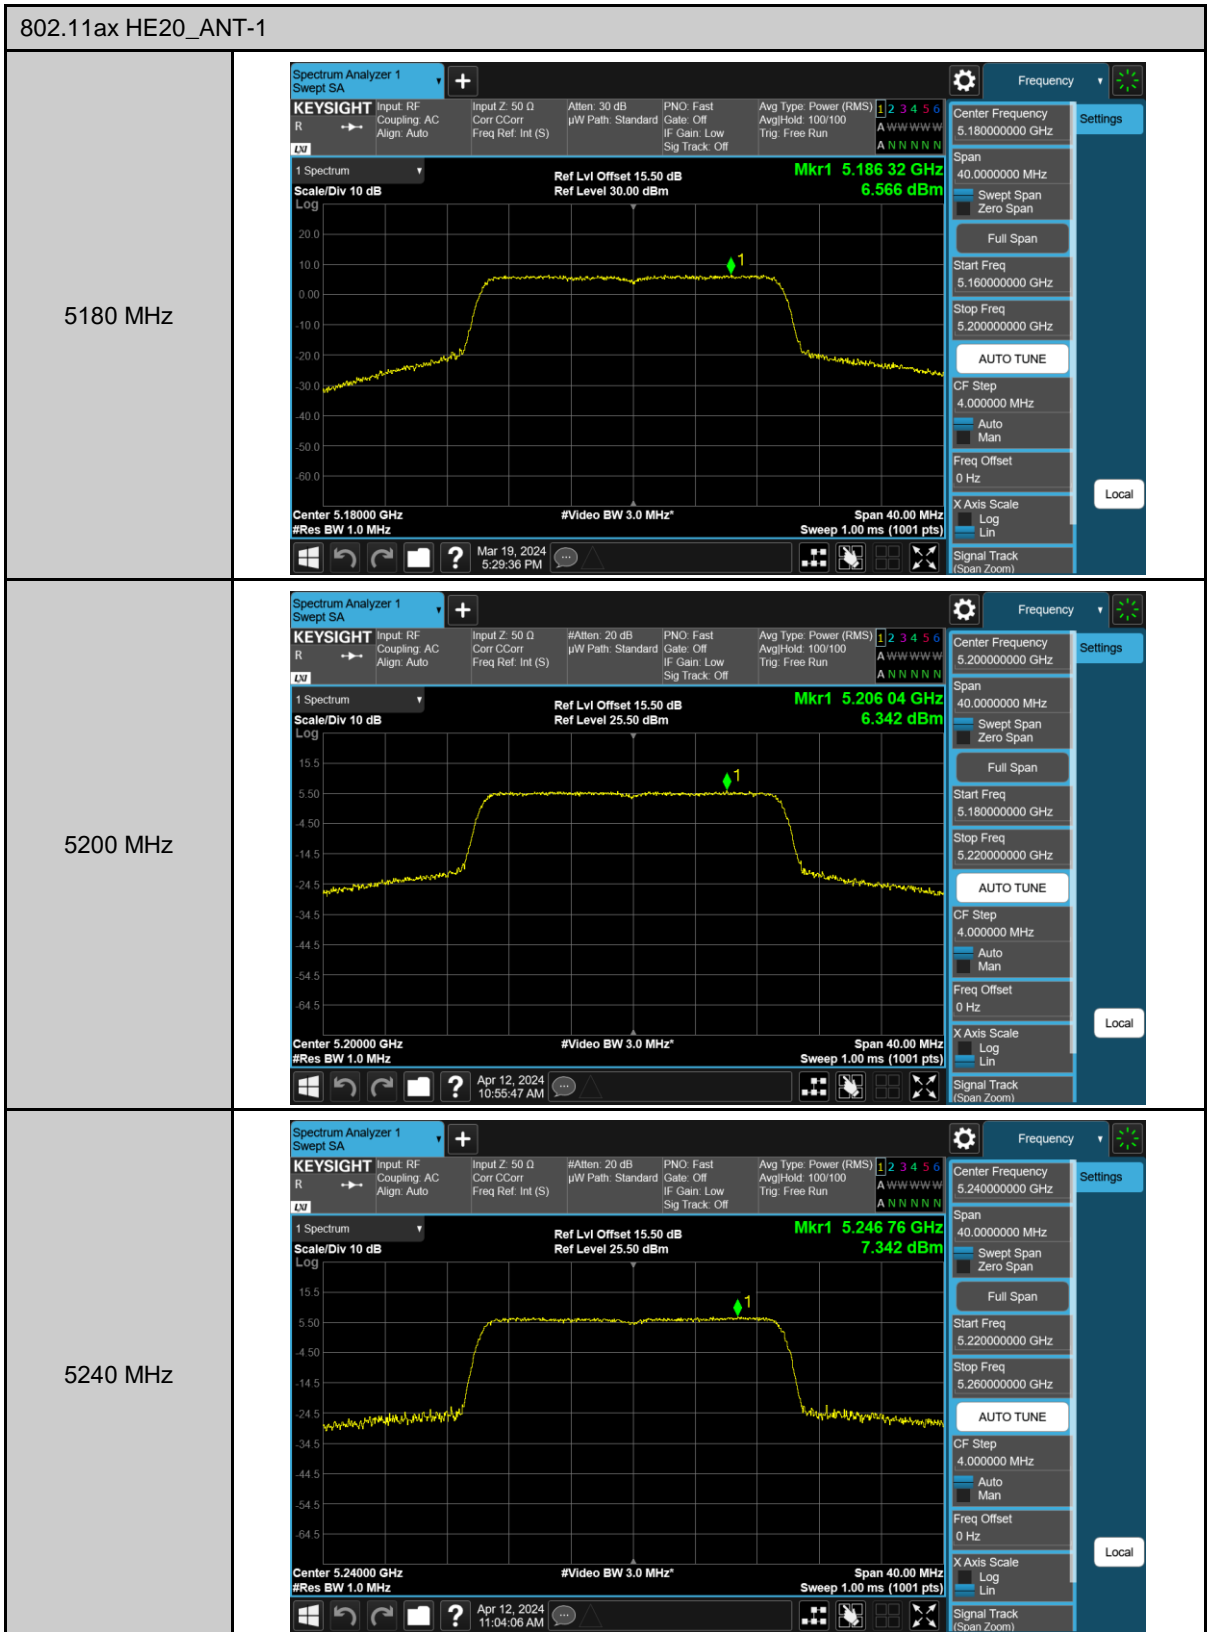 802.11ax HE20_ANT-1
5180 MHz
Spectrum Analyzer 1
Swept SA
Frequency
KEYSIGHT
R
LXI
Input: RF
Coupling: AC
Align: Auto
Input Z: 50 Ω
Corr CCorr
Freq Ref: Int (S)
Atten: 30 dB
µW Path: Standard
PNO: Fast
Gate: Off
IF Gain: Low
Sig Track: Off
Avg Type: Power (RMS)
Avg|Hold: 100/100
Trig: Free Run
1 2 3 4 5 6
A W W W W W
A N N N N N
1 Spectrum
Scale/Div 10 dB
Log
Ref Lvl Offset 15.50 dB
Ref Level 30.00 dBm
Mkr1 5.186 32 GHz
6.566 dBm
1
20.0
10.0
0.00
-10.0
-20.0
-30.0
-40.0
-50.0
-60.0
Center 5.18000 GHz
#Res BW 1.0 MHz
#Video BW 3.0 MHz*
Span 40.00 MHz
Sweep 1.00 ms (1001 pts)
Mar 19, 2024
5:29:36 PM
Center Frequency
5.180000000 GHz
Settings
Span
40.0000000 MHz
Swept Span
Zero Span
Full Span
Start Freq
5.160000000 GHz
Stop Freq
5.200000000 GHz
AUTO TUNE
CF Step
4.000000 MHz
Auto
Man
Freq Offset
0 Hz
X Axis Scale
Log
Lin
Local
Signal Track
(Span Zoom)
5200 MHz
Spectrum Analyzer 1
Swept SA
Frequency
KEYSIGHT
R
LXI
Input: RF
Coupling: AC
Align: Auto
Input Z: 50 Ω
Corr CCorr
Freq Ref: Int (S)
#Atten: 20 dB
µW Path: Standard
PNO: Fast
Gate: Off
IF Gain: Low
Sig Track: Off
Avg Type: Power (RMS)
Avg|Hold: 100/100
Trig: Free Run
1 2 3 4 5 6
A W W W W W
A N N N N N
1 Spectrum
Scale/Div 10 dB
Log
Ref Lvl Offset 15.50 dB
Ref Level 25.50 dBm
Mkr1 5.206 04 GHz
6.342 dBm
1
15.5
5.50
-4.50
-14.5
-24.5
-34.5
-44.5
-54.5
-64.5
Center 5.20000 GHz
#Res BW 1.0 MHz
#Video BW 3.0 MHz*
Span 40.00 MHz
Sweep 1.00 ms (1001 pts)
Apr 12, 2024
10:55:47 AM
Center Frequency
5.200000000 GHz
Settings
Span
40.0000000 MHz
Swept Span
Zero Span
Full Span
Start Freq
5.180000000 GHz
Stop Freq
5.220000000 GHz
AUTO TUNE
CF Step
4.000000 MHz
Auto
Man
Freq Offset
0 Hz
X Axis Scale
Log
Lin
Local
Signal Track
(Span Zoom)
5240 MHz
Spectrum Analyzer 1
Swept SA
Frequency
KEYSIGHT
R
LXI
Input: RF
Coupling: AC
Align: Auto
Input Z: 50 Ω
Corr CCorr
Freq Ref: Int (S)
#Atten: 20 dB
µW Path: Standard
PNO: Fast
Gate: Off
IF Gain: Low
Sig Track: Off
Avg Type: Power (RMS)
Avg|Hold: 100/100
Trig: Free Run
1 2 3 4 5 6
A W W W W W
A N N N N N
1 Spectrum
Scale/Div 10 dB
Log
Ref Lvl Offset 15.50 dB
Ref Level 25.50 dBm
Mkr1 5.246 76 GHz
7.342 dBm
1
15.5
5.50
-4.50
-14.5
-24.5
-34.5
-44.5
-54.5
-64.5
Center 5.24000 GHz
#Res BW 1.0 MHz
#Video BW 3.0 MHz*
Span 40.00 MHz
Sweep 1.00 ms (1001 pts)
Apr 12, 2024
11:04:06 AM
Center Frequency
5.240000000 GHz
Settings
Span
40.0000000 MHz
Swept Span
Zero Span
Full Span
Start Freq
5.220000000 GHz
Stop Freq
5.260000000 GHz
AUTO TUNE
CF Step
4.000000 MHz
Auto
Man
Freq Offset
0 Hz
X Axis Scale
Log
Lin
Local
Signal Track
(Span Zoom)